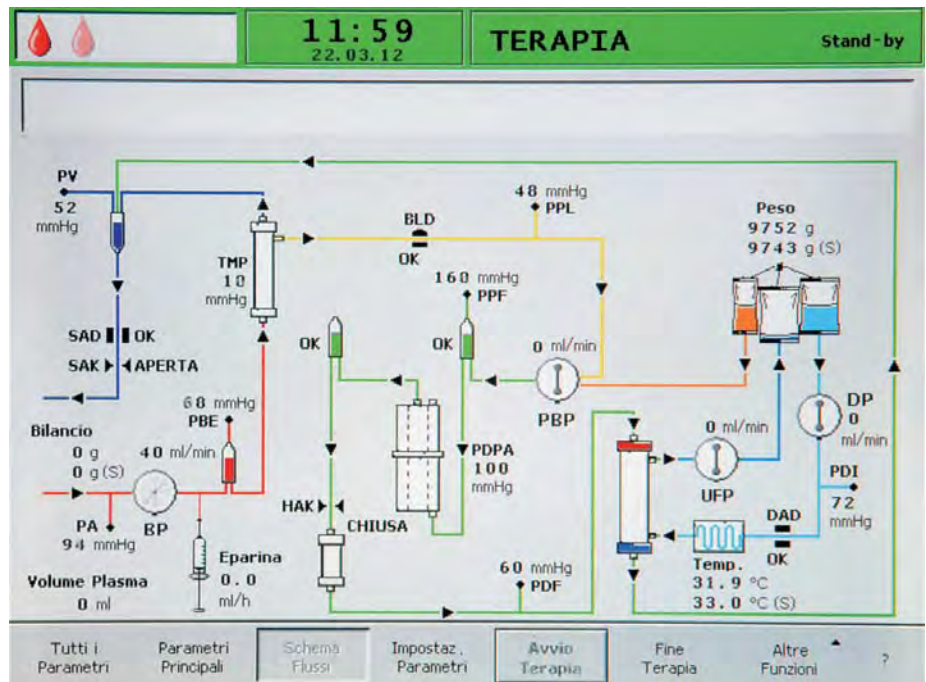 11:59
22.03.12
TERAPIA
Stand-by
PV
52
mmHg
TMP
10
mmHg
BLD
OK
48 mmHg
PPL
160 mmHg
PPF
Peso
9752 g
9743 g (S)
SAD OK
SAK APERTA
OK
OK
0 ml/min
PBP
68 mmHg
PBE
Bilancio
0 g
0 g (S)
40 ml/min
BP
PA
94 mmHg
PDPA
100
mmHg
HAK
CHIUSA
0 ml/min
UFP
DP
0
ml/min
PDI
72
mmHg
DAD
OK
Eparina
0.0
ml/h
Volume Plasma
0 ml
60 mmHg
PDF
Temp.
31.9 °C
33.0 °C (S)
Tutti i
Parametri
Parametri
Principali
Schema
Flussi
Impostaz.
Parametri
Avvio
Terapia
Fine
Terapia
Altre
Funzioni
?